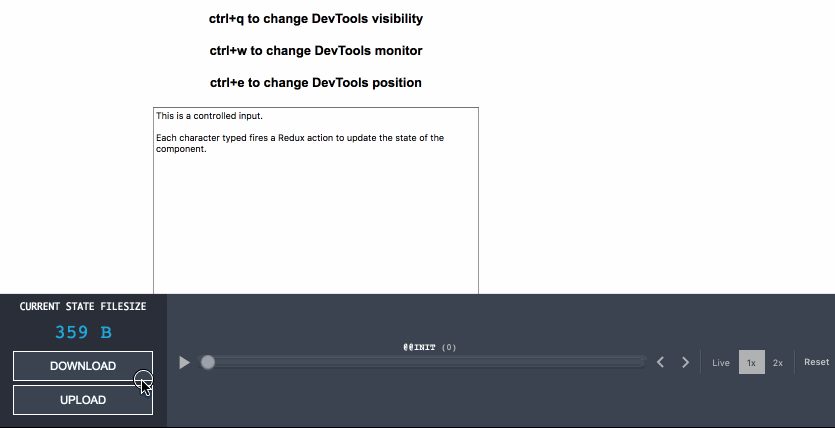 ctrl+q to change DevTools visibility
ctrl+w to change DevTools monitor
ctrl+e to change DevTools position
This is a controlled input.
Each character typed fires a Redux action to update the state of the
component.
CURRENT STATE FILESIZE
359 B
DOWNLOAD
UPLOAD
@@INIT (0)
Live 1x 2x Reset